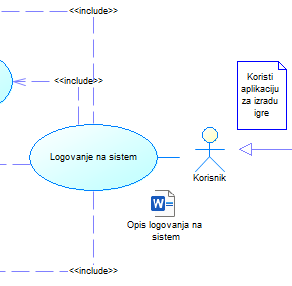 <<include>>
<<include>>
Koristi
aplikaciju
za izradu
igre
Logovanje na sistem
Korisnik
W
Opis logovanja na
sistem
<<include>>